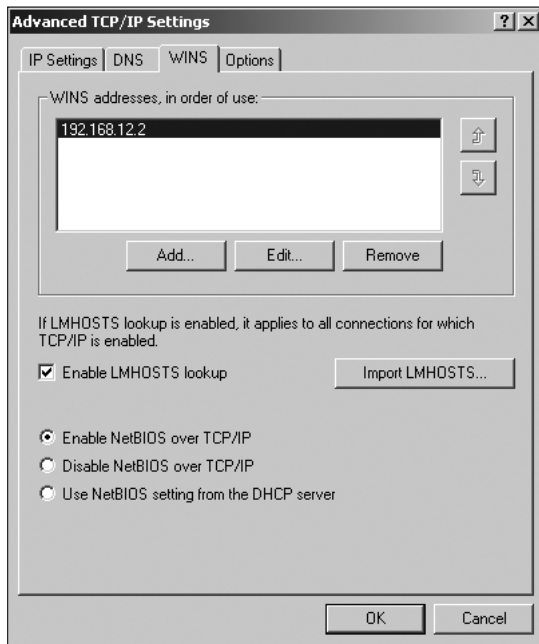 Advanced TCP/IP Settings
IP Settings DNS WINS Options
WINS addresses, in order of use:
192.168.12.2
Add... Edit... Remove
If LMHOSTS lookup is enabled, it applies to all connections for which
TCP/IP is enabled.
Enable LMHOSTS lookup Import LMHOSTS...
Enable NetBIOS over TCP/IP
Disable NetBIOS over TCP/IP
Use NetBIOS setting from the DHCP server
OK Cancel